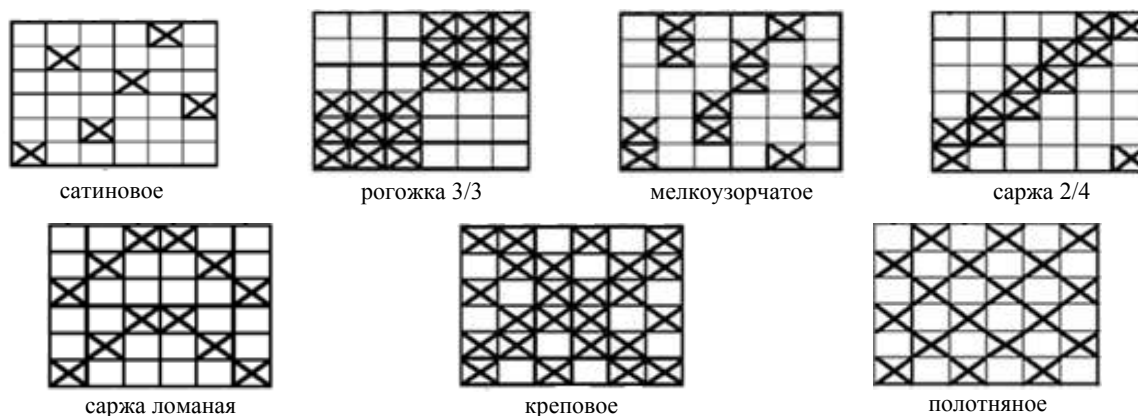 сатиновое
рогожка 3/3
мелкоузорчатое
саржа 2/4
саржа ломаная
креповое
полотняное